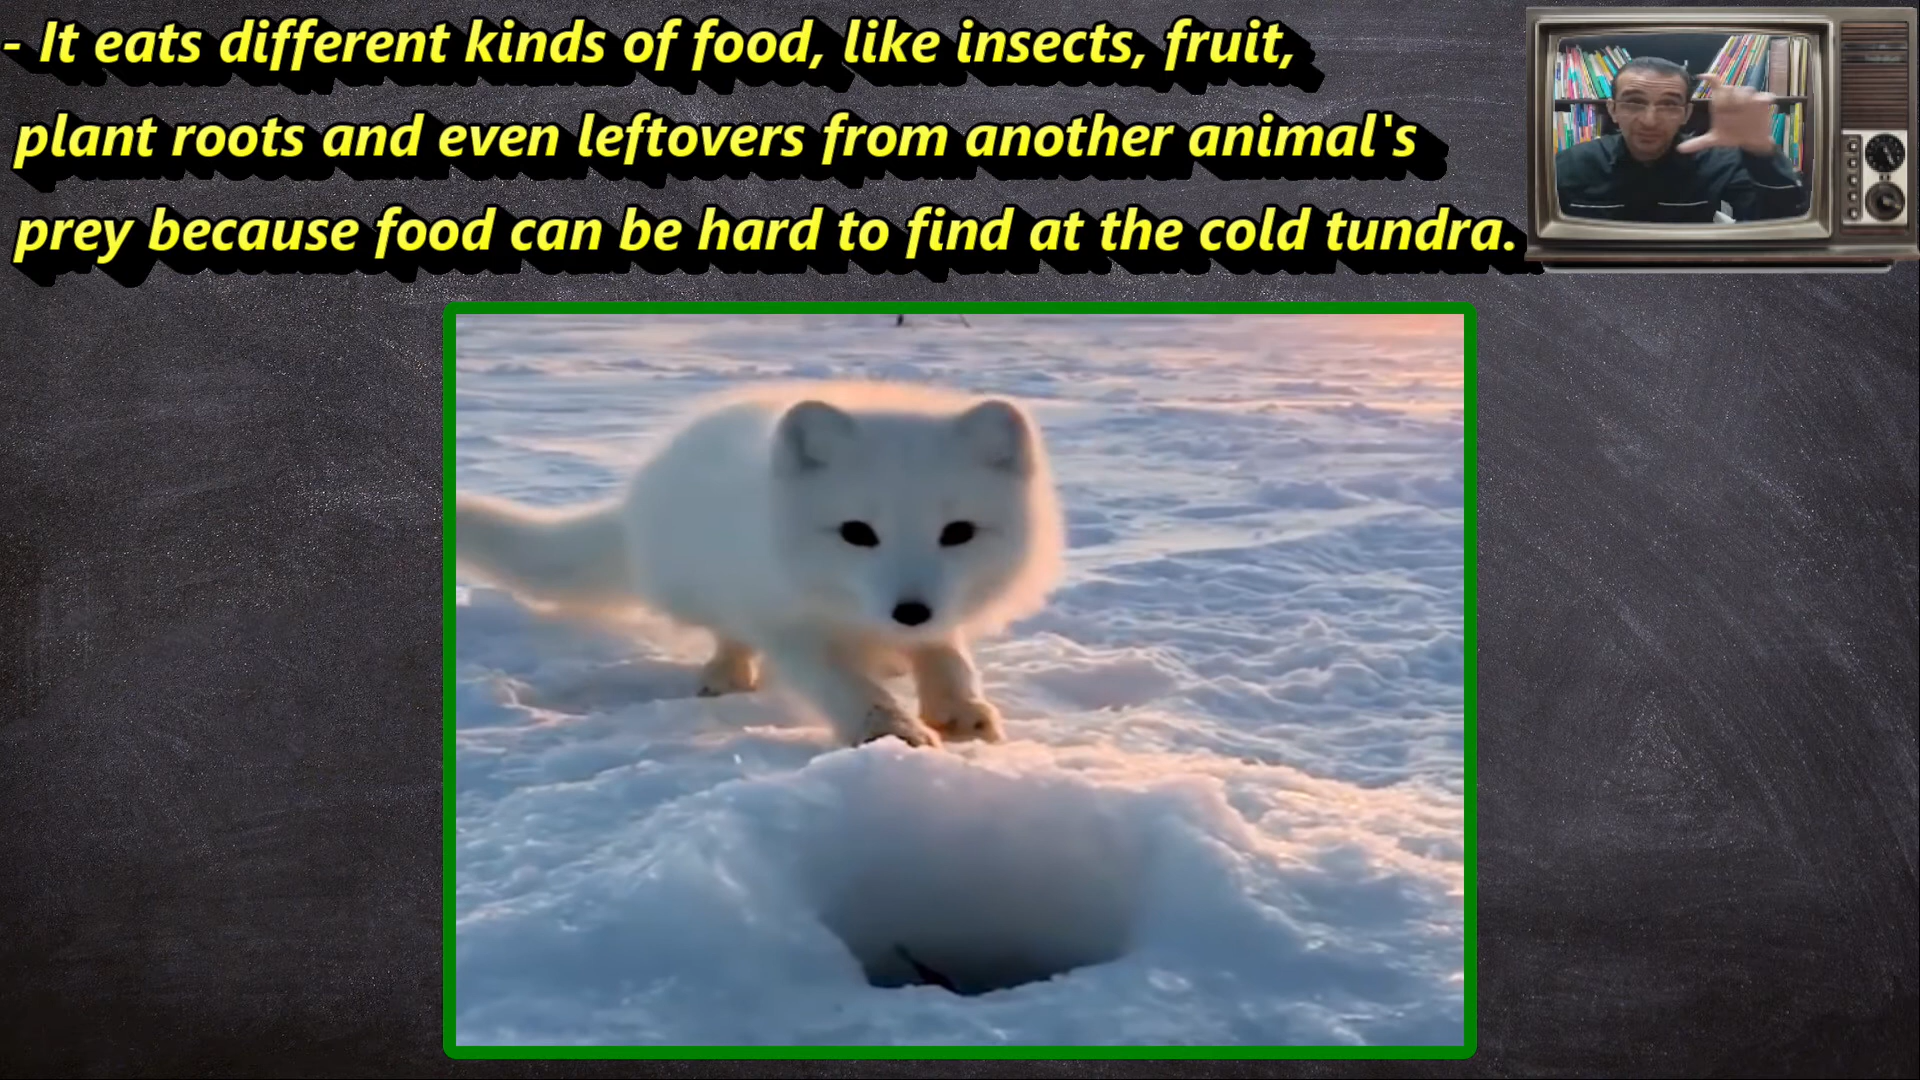 - It eats different kinds of food, like insects, fruit,
plant roots and even leftovers from another animal's
prey because food can be hard to find at the cold tundra.